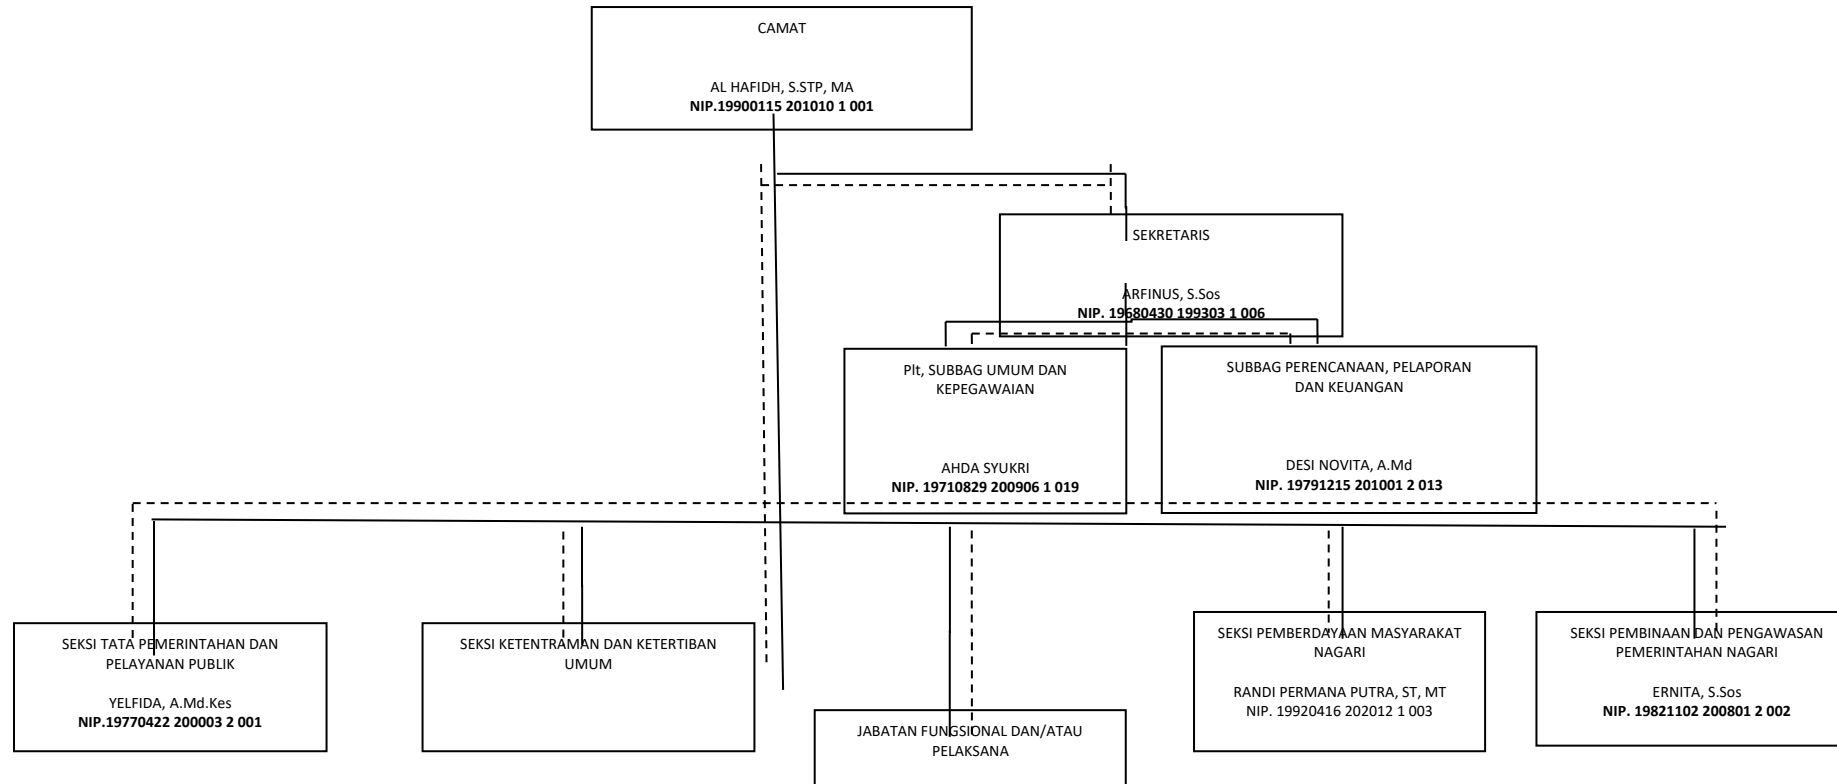 CAMAT
AL HAFIDH, S.STP, MA
NIP.19900115 201010 1 001
SEKRETARIS
ARFINUS, S.Sos
NIP. 19680430 199303 1 006
Plt, SUBBAG UMUM DAN
KEPEGAWAIAN
AHDA SYUKRI
NIP. 19710829 200906 1 019
SUBBAG PERENCANAAN, PELAPORAN
DAN KEUANGAN
DESI NOVITA, A.Md
NIP. 19791215 201001 2 013
SEKSI TATA PEMERINTAHAN DAN
PELAYANAN PUBLIK
YELFIDA, A.Md.Kes
NIP.19770422 200003 2 001
SEKSI KETENTRAMAN DAN KETERTIBAN
UMUM
JABATAN FUNGSIONAL DAN/ATAU
PELAKSANA
SEKSI PEMBERDAYAAN MASYARAKAT
NAGARI
RANDI PERMANA PUTRA, ST, MT
NIP. 19920416 202012 1 003
SEKSI PEMBINAAN DAN PENGAWASAN
PEMERINTAHAN NAGARI
ERNITA, S.Sos
NIP. 19821102 200801 2 002